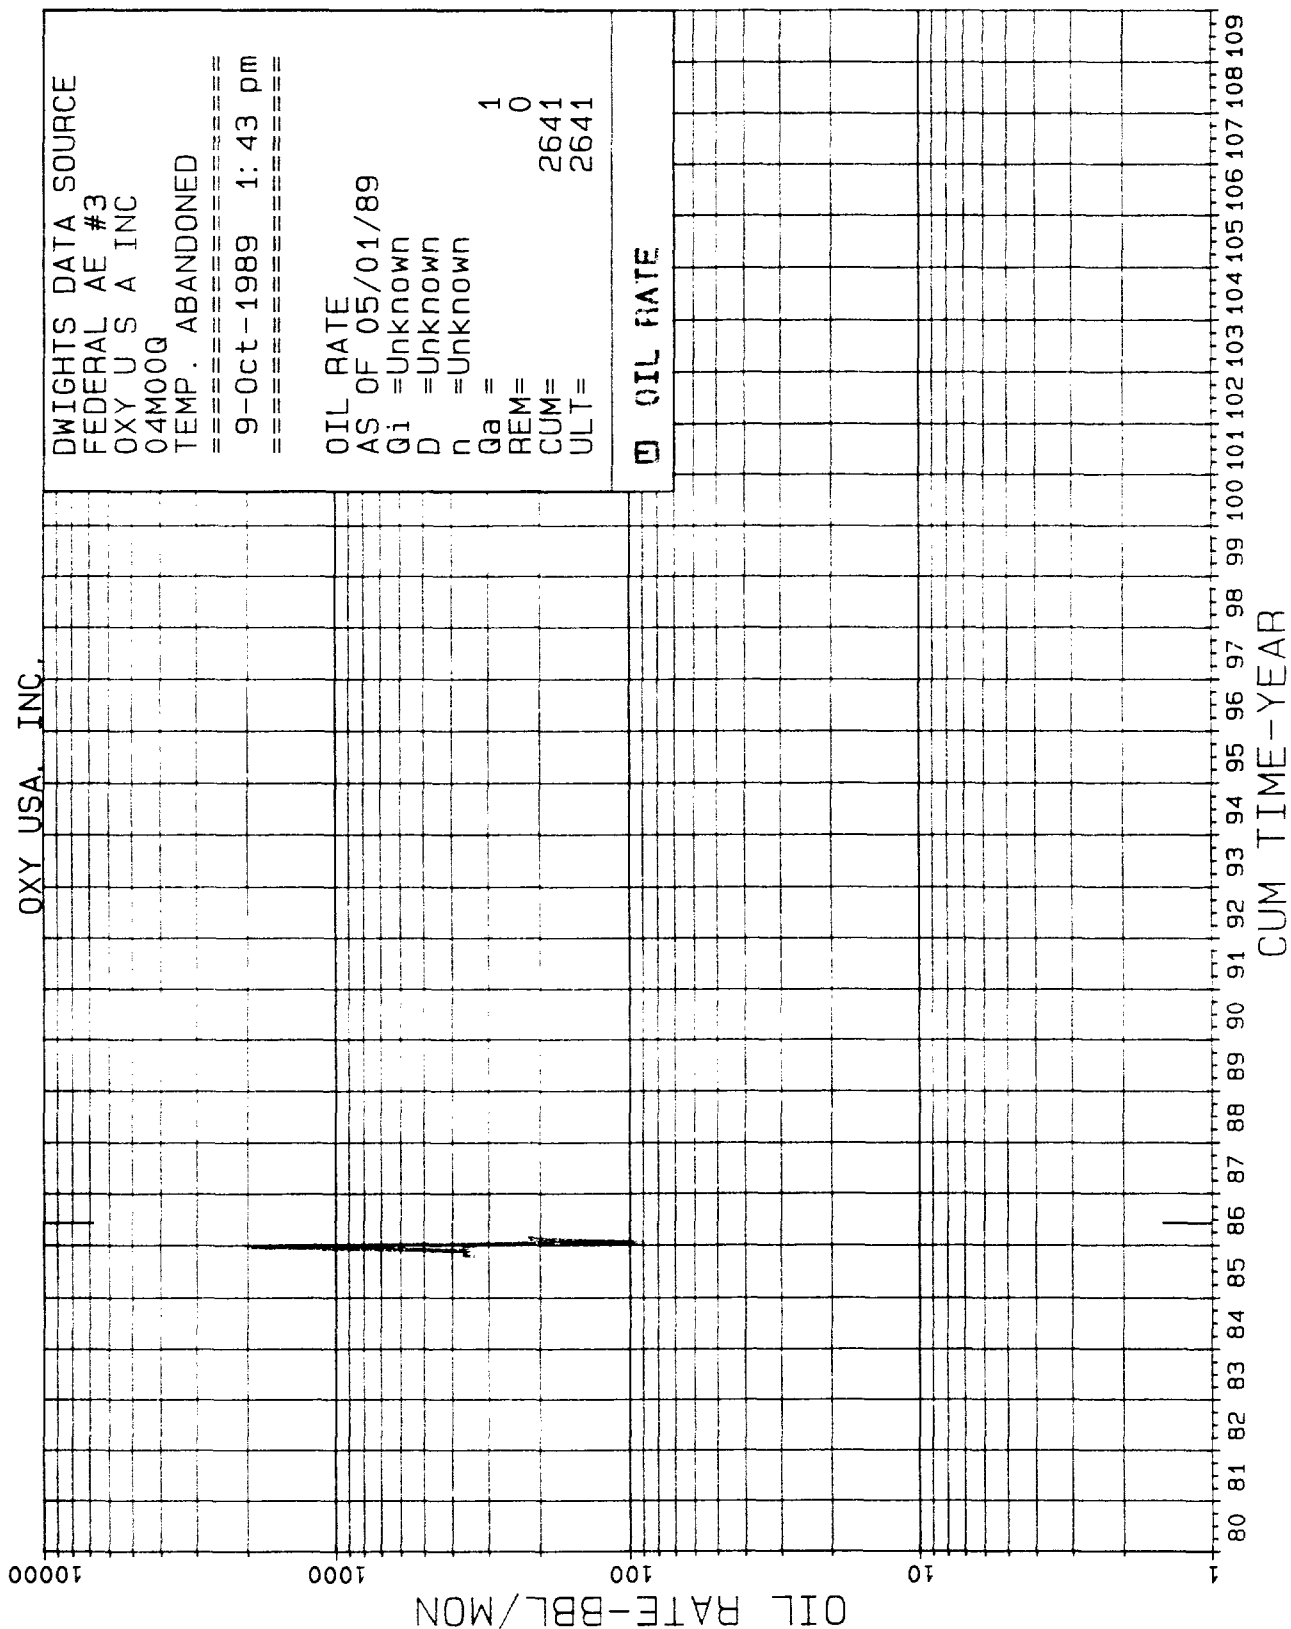 OXY USA, INC.
DWIGHTS DATA SOURCE
FEDERAL AE #3
OXY U S A INC
04M00Q
TEMP. ABANDONED
==========================
9-Oct-1989 1:43 pm
==========================
OIL RATE
AS OF 05/01/89
Qi =Unknown
D =Unknown
n =Unknown
Qa = 1
REM= 0
CUM= 2641
ULT= 2641
OIL RATE
OIL RATE-BBL/MON
10000
1000
100
10
1
80 81 82 83 84 85 86 87 88 89 90 91 92 93 94 95 96 97 98 99 100 101 102 103 104 105 106 107 108 109
CUM TIME-YEAR